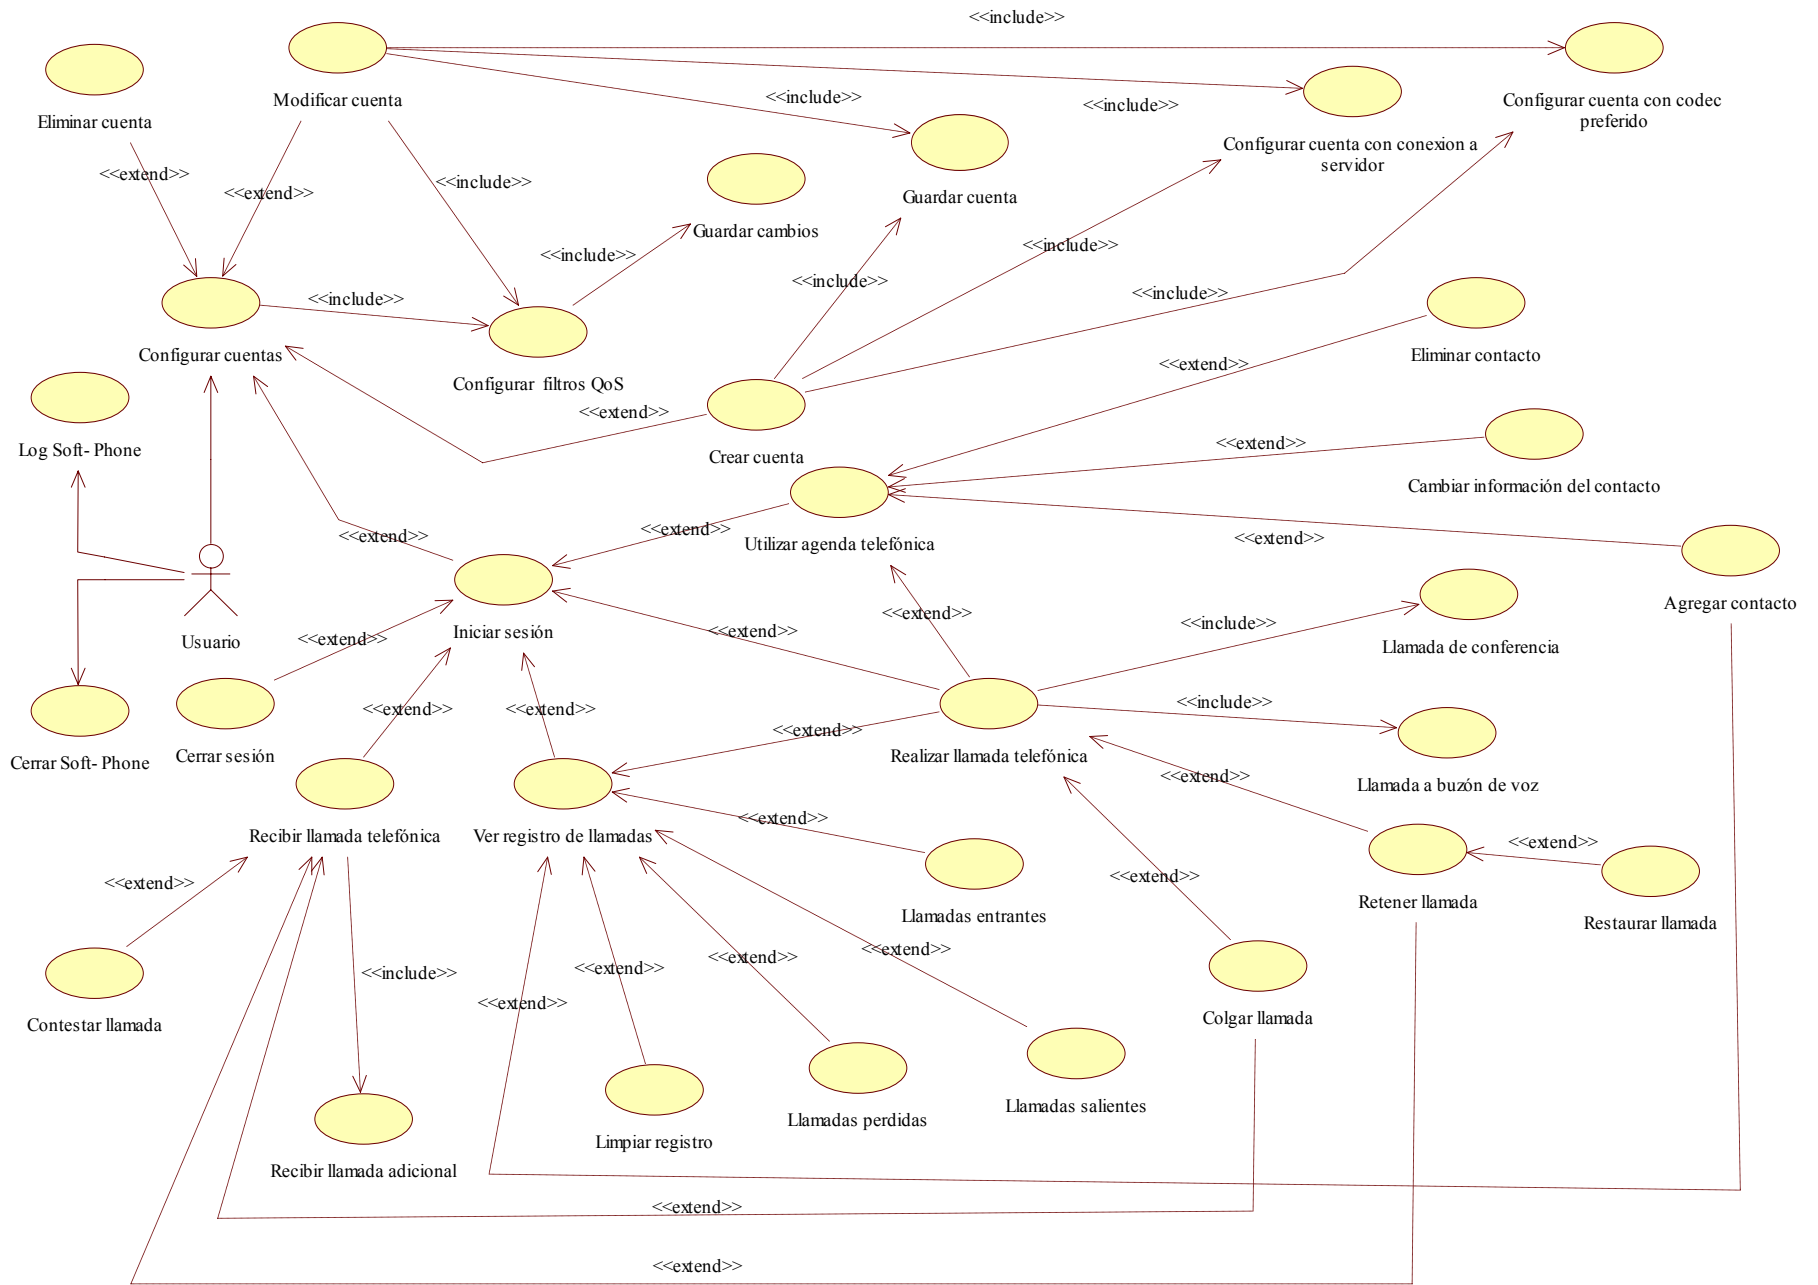 <<include>>
Modificar cuenta
Eliminar cuenta
<<include>>
<<include>>
Configurar cuenta con codec
preferido
Configurar cuenta con conexion a
servidor
<<extend>>
<<extend>>
<<include>>
Guardar cuenta
Guardar cambios
<<include>>
<<include>>
<<include>>
<<include>>
<<include>>
Configurar cuentas
Configurar filtros QoS
Eliminar contacto
<<extend>>
<<extend>>
Log Soft-Phone
Crear cuenta
<<extend>>
Cambiar información del contacto
<<extend>>
<<extend>>
Utilizar agenda telefónica
<<extend>>
Agregar contacto
Usuario
<<extend>>
Iniciar sesión
<<extend>>
<<extend>>
<<include>>
Llamada de conferencia
Cerrar Soft-Phone
Cerrar sesión
<<extend>>
<<extend>>
<<extend>>
Realizar llamada telefónica
<<include>>
Llamada a buzón de voz
<<extend>>
Recibir llamada telefónica
Ver registro de llamadas
<<extend>>
<<extend>>
<<extend>>
Llamadas entrantes
<<extend>>
Retener llamada
Restaurar llamada
<<extend>>
<<include>>
<<extend>>
<<extend>>
<<extend>>
<<extend>>
Contestar llamada
Colgar llamada
Recibir llamada adicional
Limpiar registro
Llamadas perdidas
Llamadas salientes
<<extend>>
<<extend>>